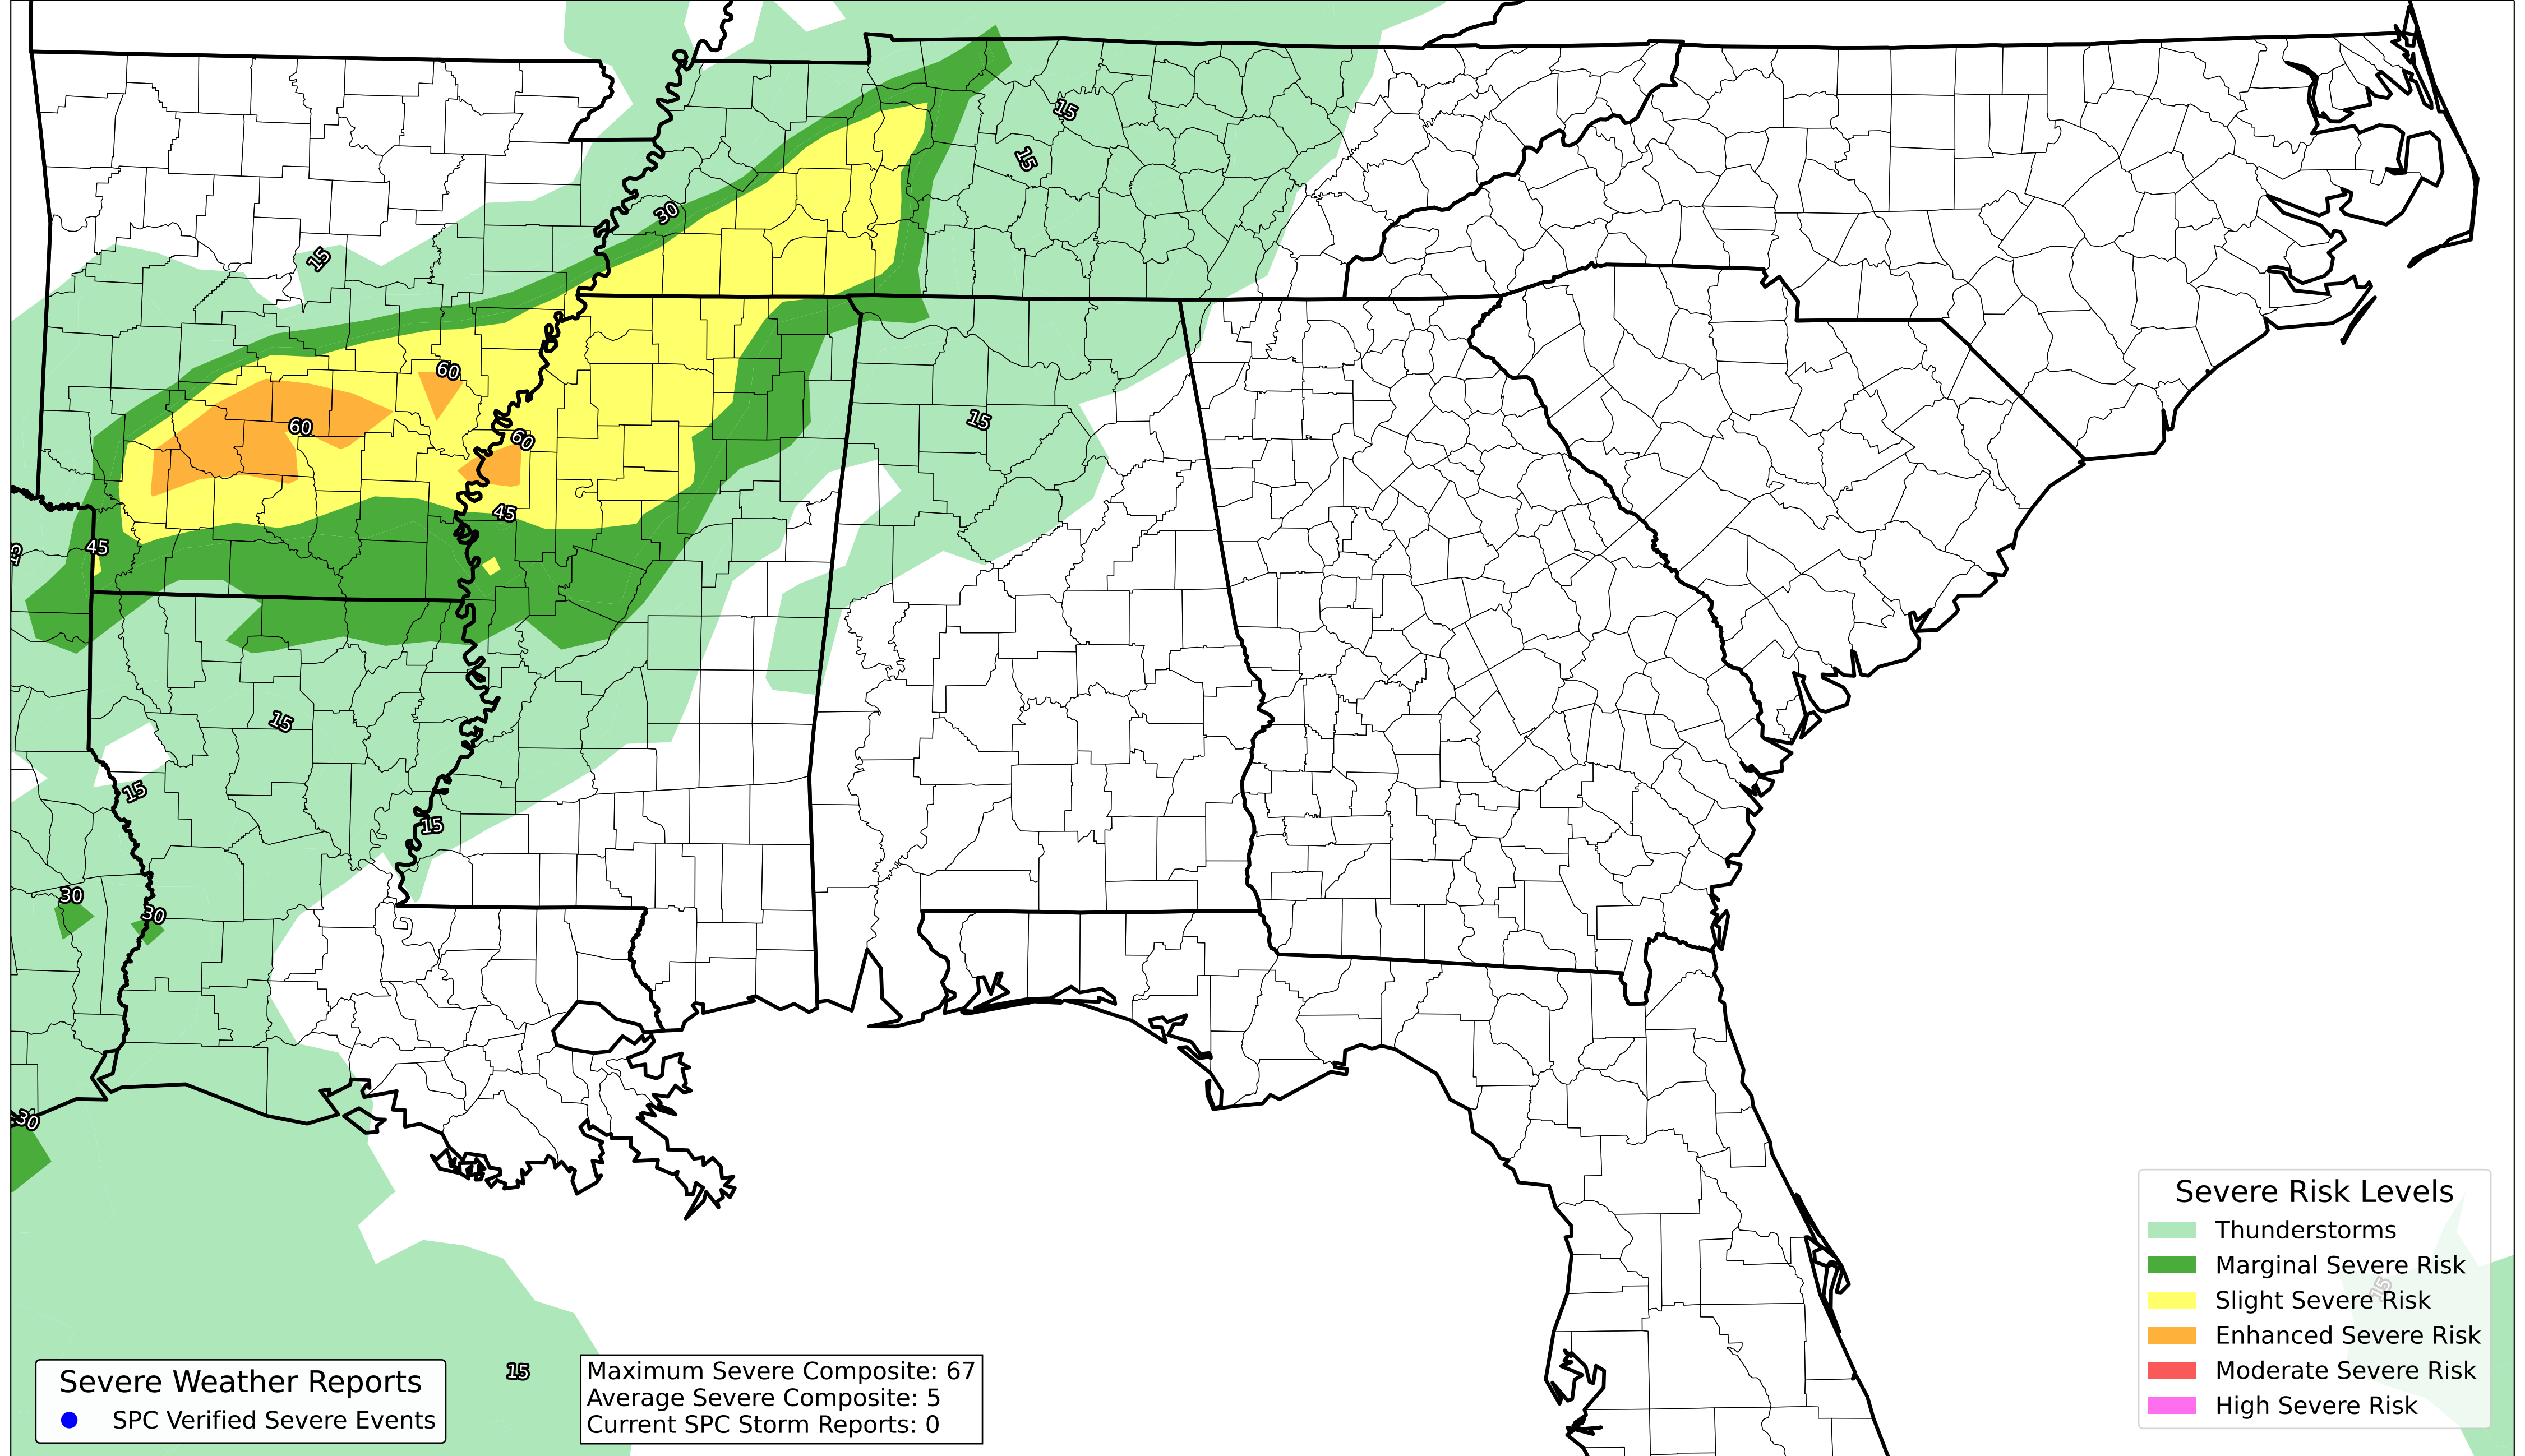 15
15
30
15
60
15
60
60
45
45
15
15
15
30
30
30
15
Severe Risk Levels
Thunderstorms
Marginal Severe Risk
15
Slight Severe Risk
Enhanced Severe Risk
Moderate Severe Risk
High Severe Risk
Severe Weather Reports
SPC Verified Severe Events
Maximum Severe Composite: 67
Average Severe Composite: 5
Current SPC Storm Reports: 0